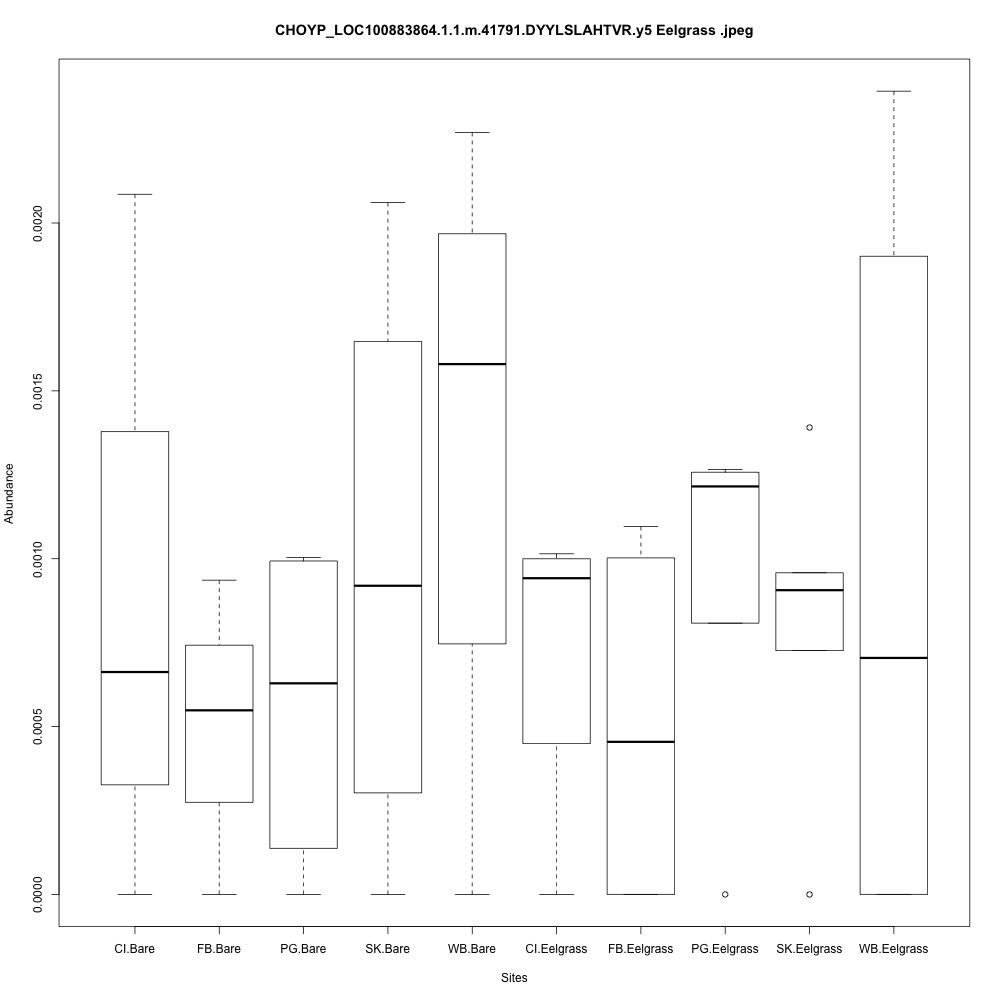 CHOYP_LOC100883864.1.1.m.41791.DYYLSLAHTVR.y5 Eelgrass .jpeg
Abundance
0.0020
0.0015
0.0010
0.0005
0.0000
CI.Bare FB.Bare PG.Bare SK.Bare WB.Bare CI.Eelgrass FB.Eelgrass PG.Eelgrass SK.Eelgrass WB.Eelgrass
Sites